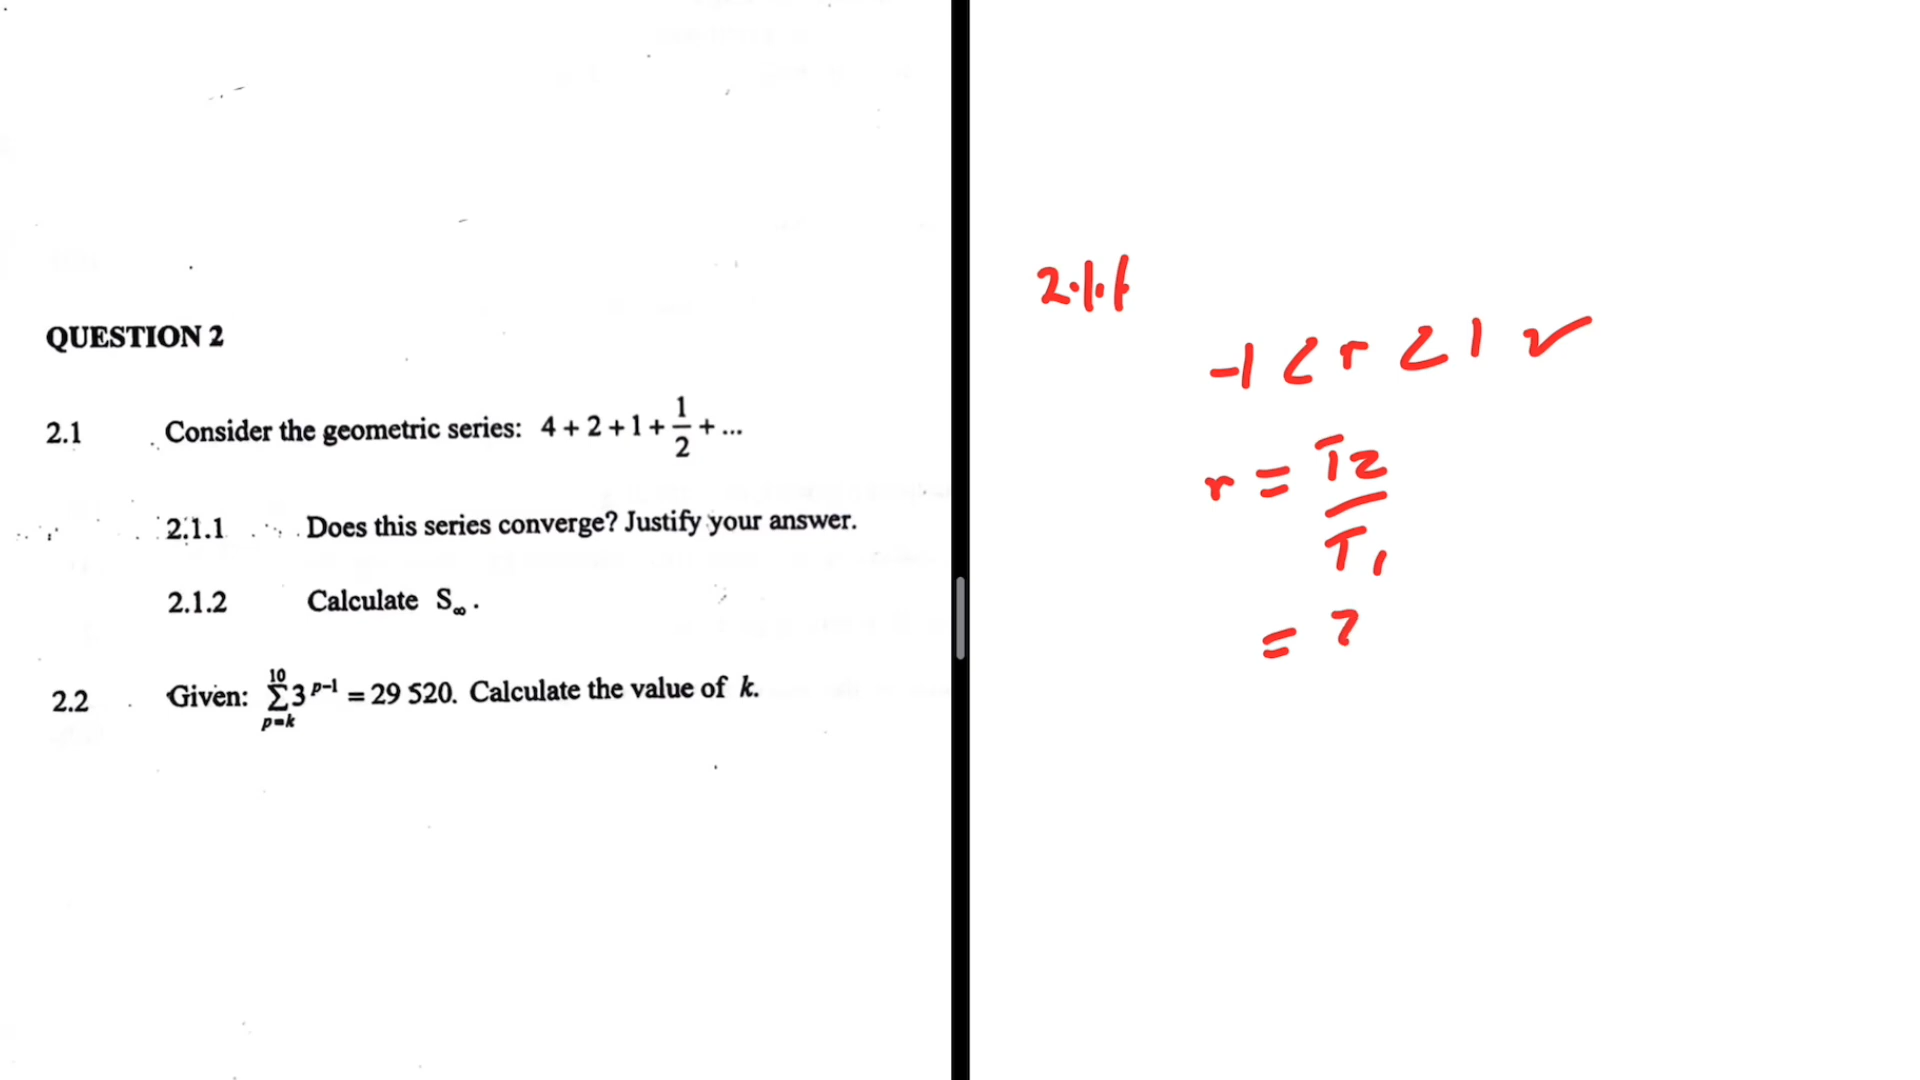 QUESTION 2
2.1 Consider the geometric series: 4 + 2 + 1 + 1/2 + ...
2.1.1 Does this series converge? Justify your answer.
2.1.2 Calculate S∞ .
2.2 Given: ∑_{p=k}^{10} 3^{p−1} = 29 520. Calculate the value of k.
2.1.1
-1 < r < 1 ✓
r = T2/T1
= 2